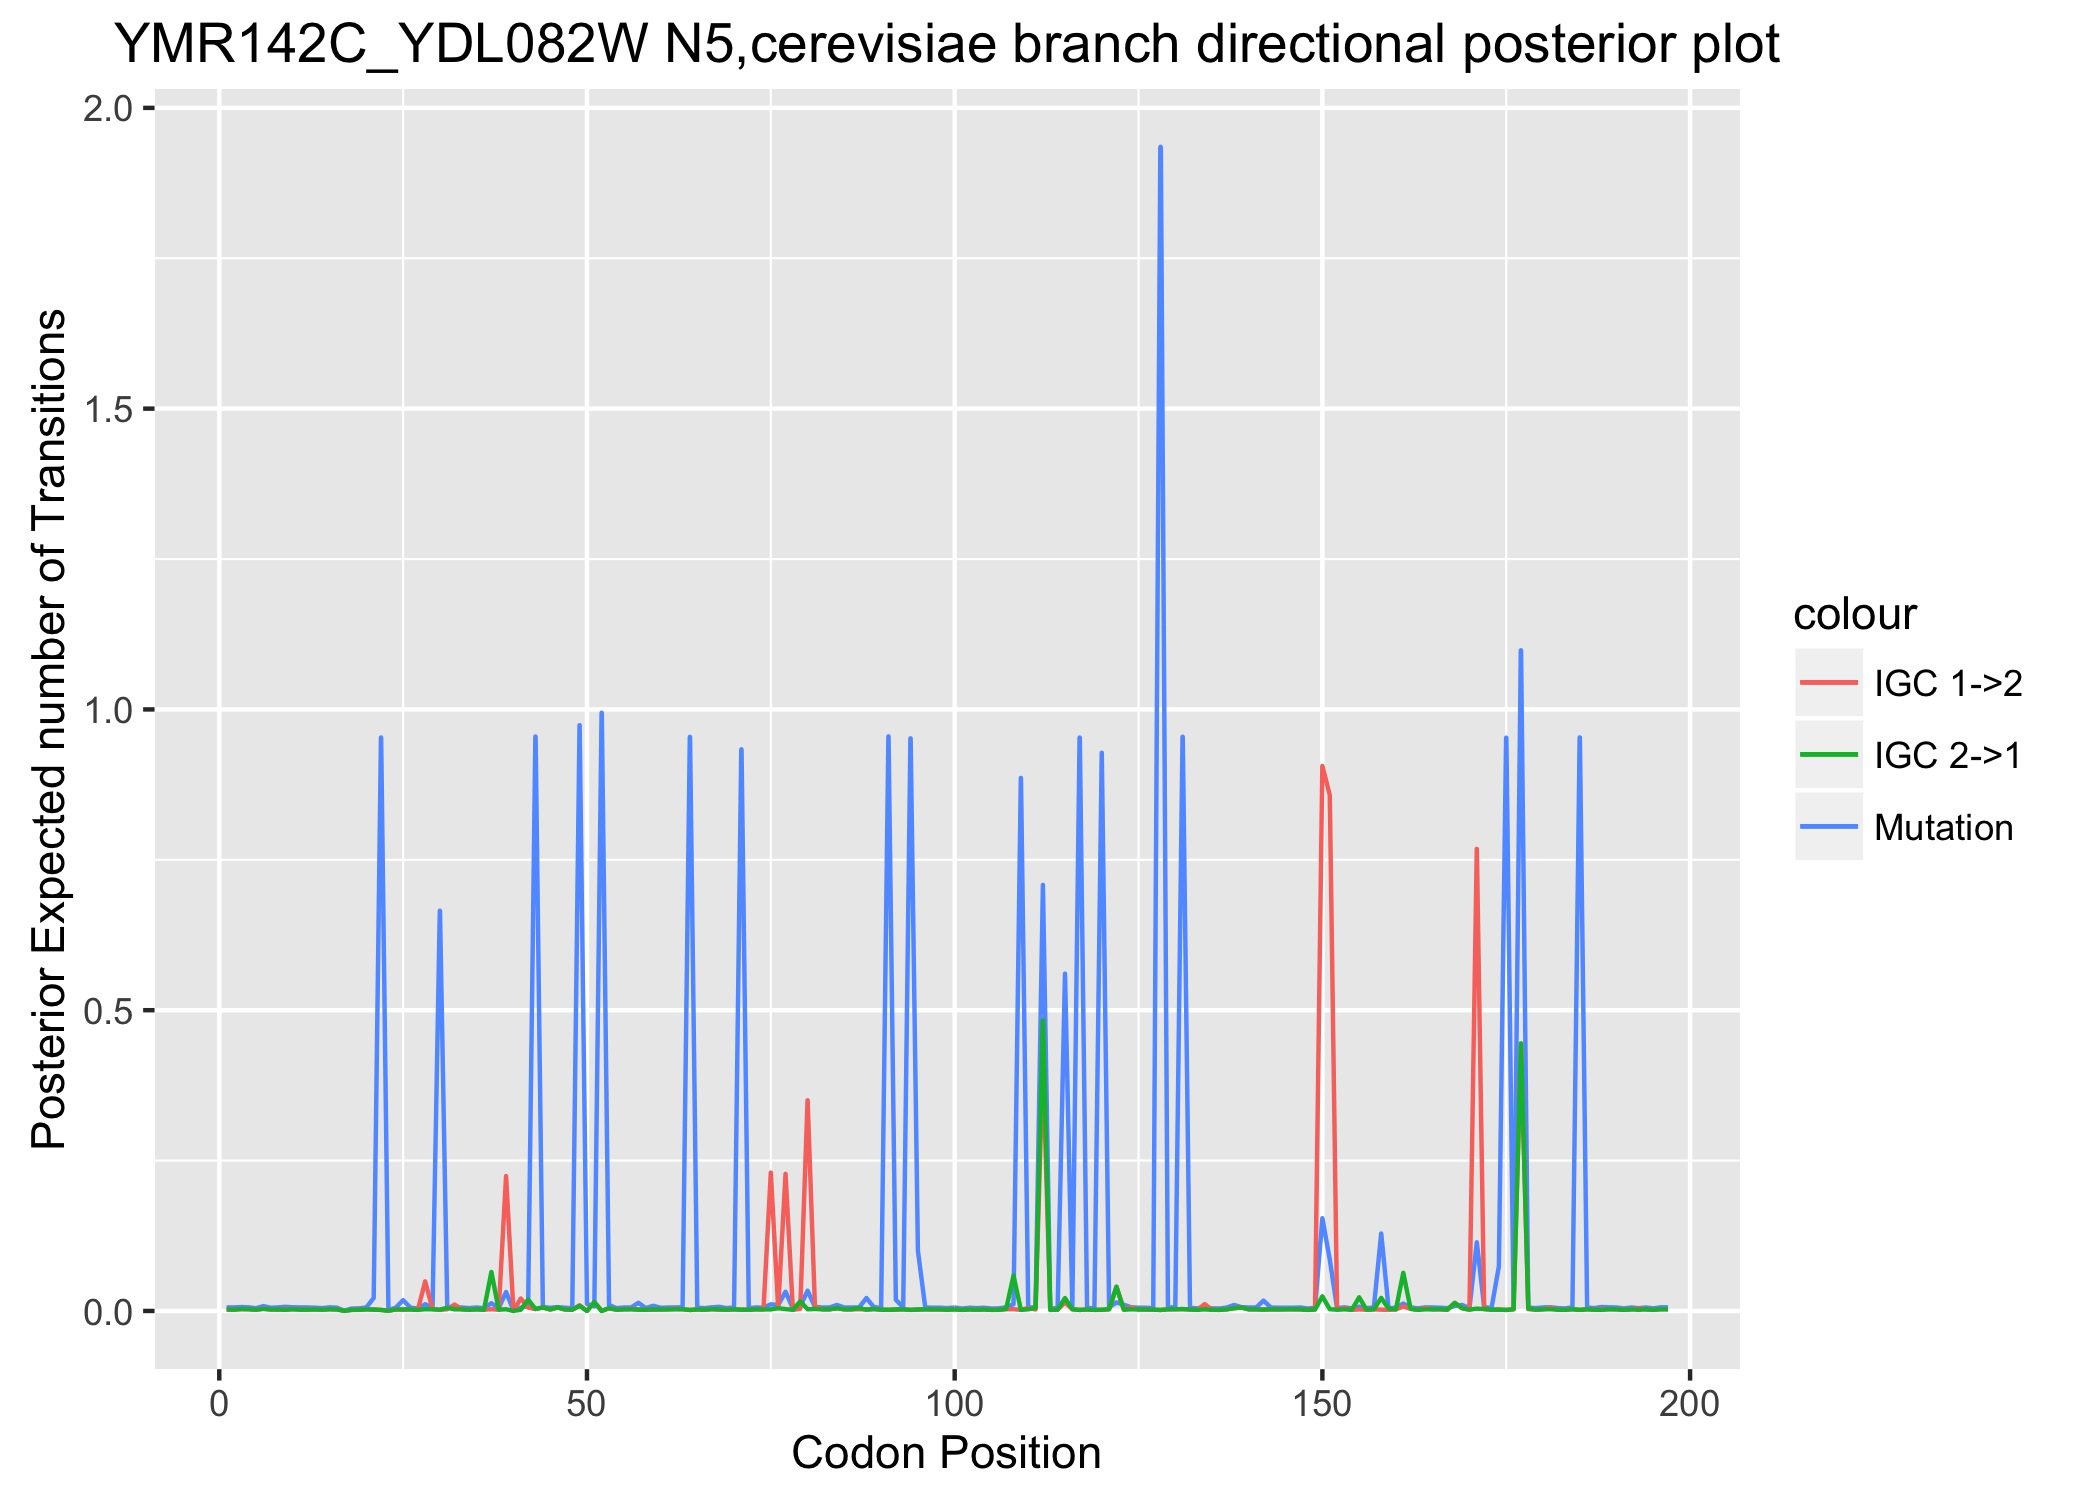 YMR142C_YDL082W N5,cerevisiae branch directional posterior plot
2.0
1.5
1.0
0.5
0.0
Posterior Expected number of Transitions
0 50 100 150 200
Codon Position
colour
IGC 1->2
IGC 2->1
Mutation